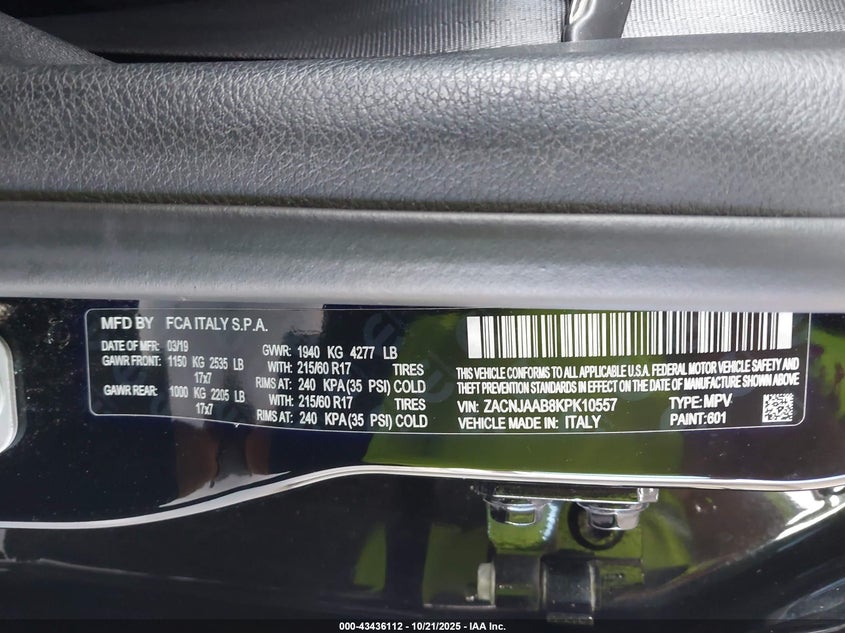 MFD BY FCA ITALY S.P.A.
DATE OF MFR: 03/19 GVWR: 1940 KG 4277 LB
GAWR FRONT: 1150 KG 2535 LB WITH: 215/60 R17 TIRES
17x7 RIMS AT: 240 KPA(35 PSI) COLD
GAWR REAR: 1000 KG 2205 LB WITH: 215/60 R17 TIRES
17x7 RIMS AT: 240 KPA(35 PSI) COLD
THIS VEHICLE CONFORMS TO ALL APPLICABLE U.S.A. FEDERAL MOTOR VEHICLE SAFETY AND
THEFT PREVENTION STANDARDS IN EFFECT ON THE DATE OF MANUFACTURE SHOWN ABOVE.
VIN: ZACNJAAB8KPK10557 TYPE: MPV
VEHICLE MADE IN: ITALY PAINT: 601
000-43436112 - 10/21/2025 - IAA Inc.